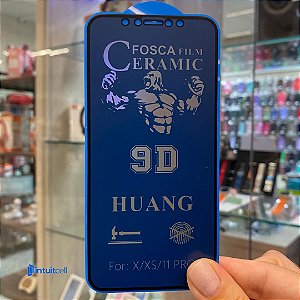 FOSCA FILM
CERAMIC
9D
HUANG
For: X/XS/11 PRO
intuitcell